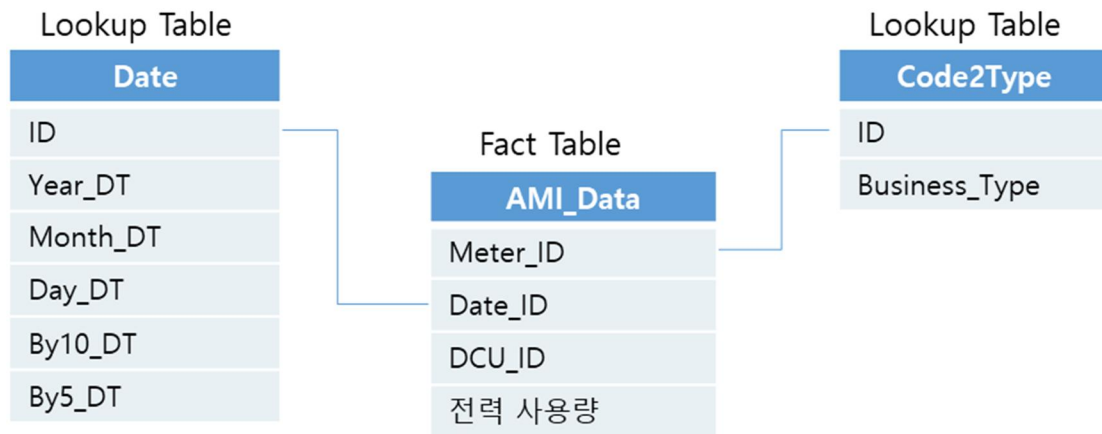 Lookup Table
Date
ID
Year_DT
Month_DT
Day_DT
By10_DT
By5_DT
Fact Table
AMI_Data
Meter_ID
Date_ID
DCU_ID
전력 사용량
Lookup Table
Code2Type
ID
Business_Type